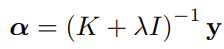 α = (K + λI)⁻¹ y